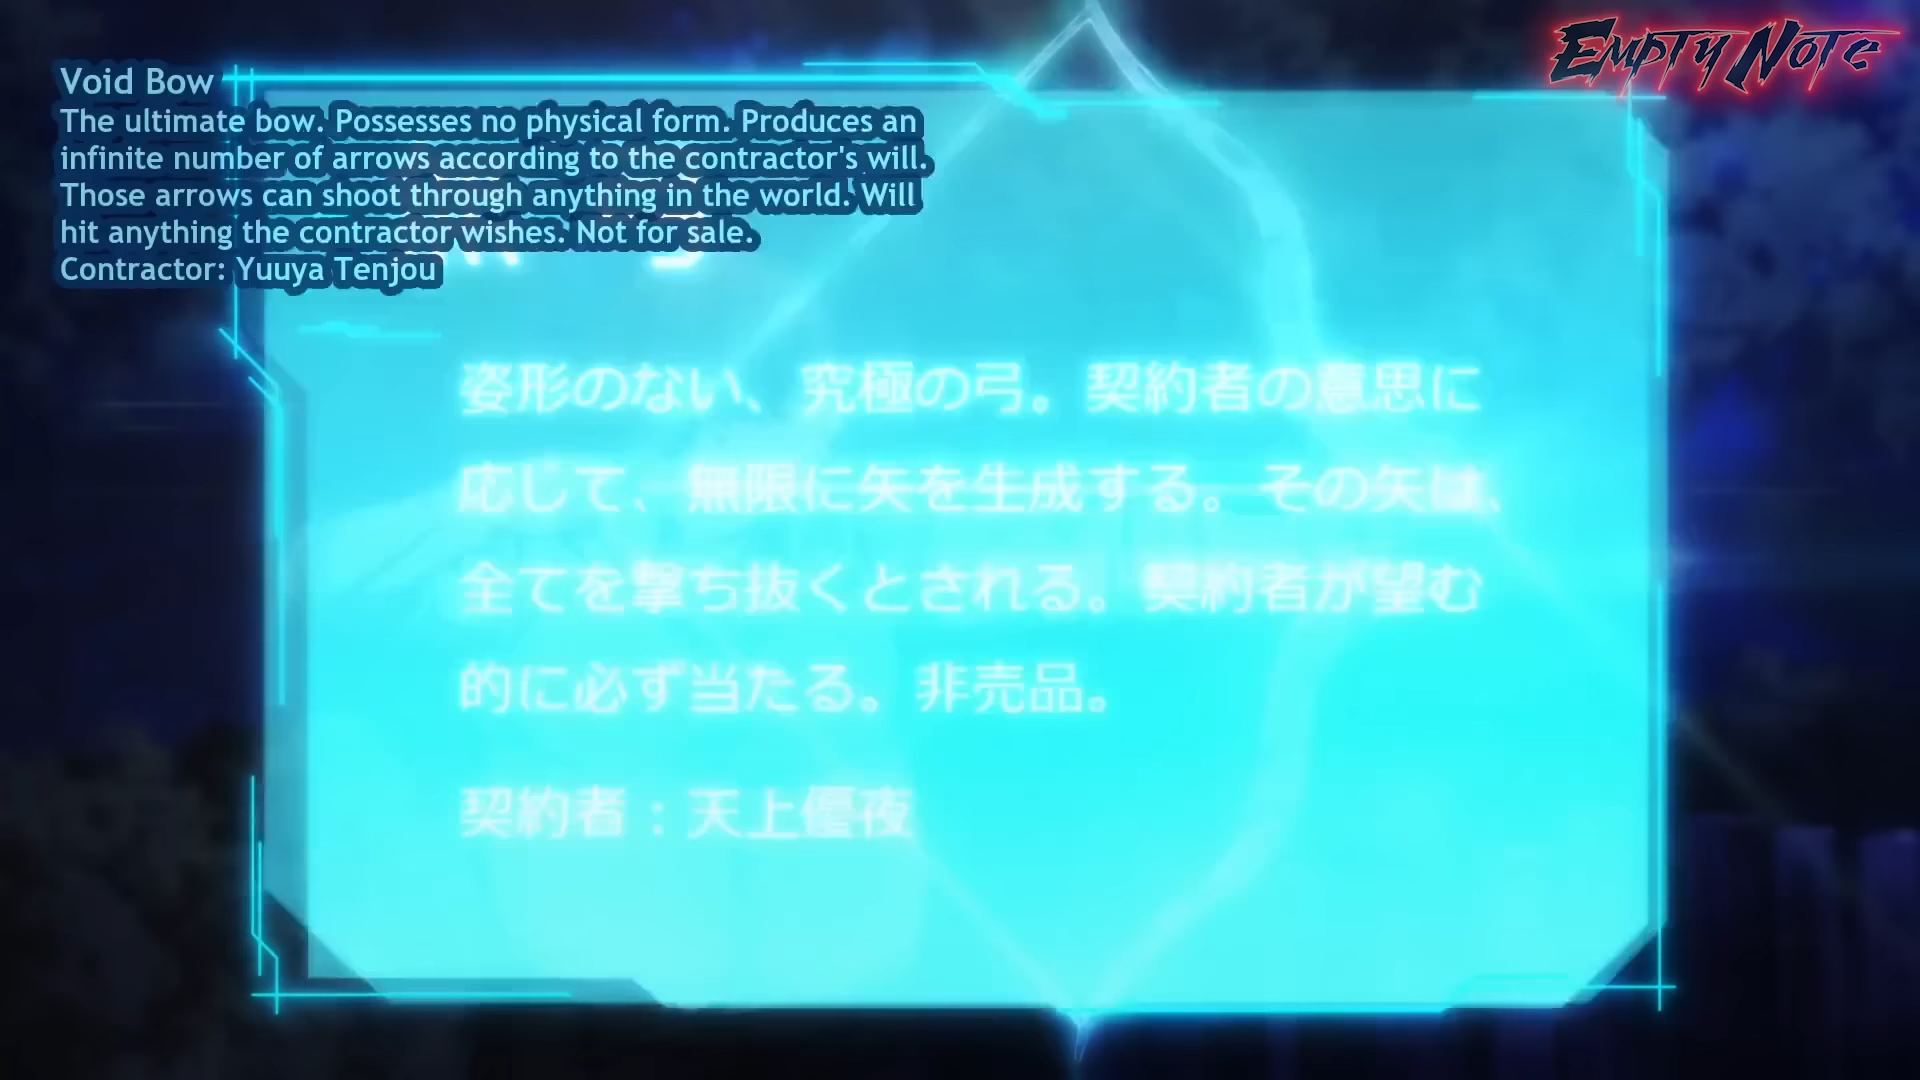 Empty Note
Void Bow
The ultimate bow. Possesses no physical form. Produces an
infinite number of arrows according to the contractor's will.
Those arrows can shoot through anything in the world. Will
hit anything the contractor wishes. Not for sale.
Contractor: Yuuya Tenjou
姿形のない、究極の弓。契約者の意思に
応じて、無限に矢を生成する。その矢は、
全てを撃ち抜くとされる。契約者が望む
的に必ず当たる。非売品。
契約者：天上優夜